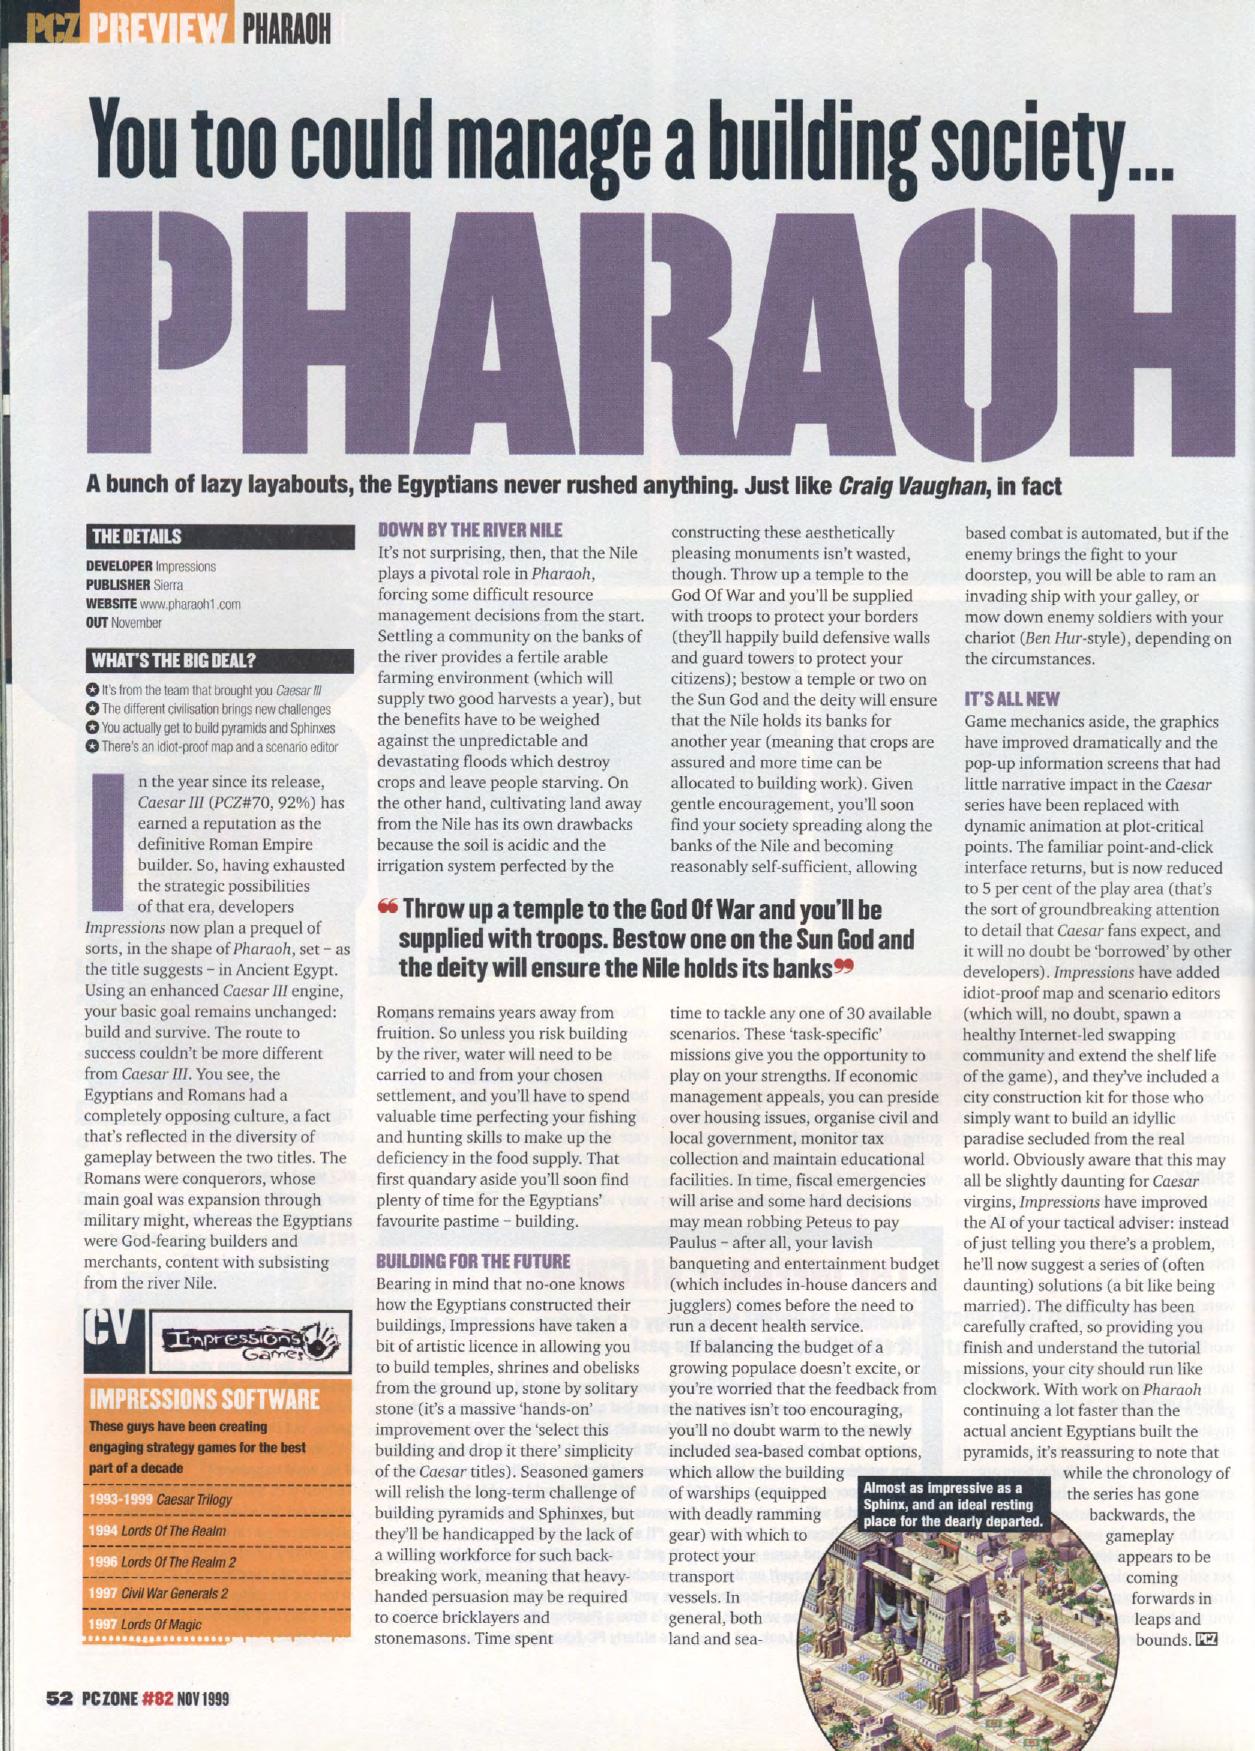 PCZ PREVIEW PHARAOH
You too could manage a building society...
PHARAOH
A bunch of lazy layabouts, the Egyptians never rushed anything. Just like Craig Vaughan, in fact
THE DETAILS
DEVELOPER Impressions
PUBLISHER Sierra
WEBSITE www.pharaoh1.com
OUT November
WHAT'S THE BIG DEAL?
It's from the team that brought you Caesar III
The different civilisation brings new challenges
You actually get to build pyramids and Sphinxes
There's an idiot-proof map and a scenario editor
In the year since its release,
Caesar III (PCZ#70, 92%) has
earned a reputation as the
definitive Roman Empire
builder. So, having exhausted
the strategic possibilities
of that era, developers
Impressions now plan a prequel of
sorts, in the shape of Pharaoh, set – as
the title suggests – in Ancient Egypt.
Using an enhanced Caesar III engine,
your basic goal remains unchanged:
build and survive. The route to
success couldn't be more different
from Caesar III. You see, the
Egyptians and Romans had a
completely opposing culture, a fact
that's reflected in the diversity of
gameplay between the two titles. The
Romans were conquerors, whose
main goal was expansion through
military might, whereas the Egyptians
were God-fearing builders and
merchants, content with subsisting
from the river Nile.
CV
Impressions
Games
IMPRESSIONS SOFTWARE
These guys have been creating
engaging strategy games for the best
part of a decade
1993-1999 Caesar Trilogy
1994 Lords Of The Realm
1996 Lords Of The Realm 2
1997 Civil War Generals 2
1997 Lords Of Magic
DOWN BY THE RIVER NILE
It's not surprising, then, that the Nile
plays a pivotal role in Pharaoh,
forcing some difficult resource
management decisions from the start.
Settling a community on the banks of
the river provides a fertile arable
farming environment (which will
supply two good harvests a year), but
the benefits have to be weighed
against the unpredictable and
devastating floods which destroy
crops and leave people starving. On
the other hand, cultivating land away
from the Nile has its own drawbacks
because the soil is acidic and the
irrigation system perfected by the
Romans remains years away from
fruition. So unless you risk building
by the river, water will need to be
carried to and from your chosen
settlement, and you'll have to spend
valuable time perfecting your fishing
and hunting skills to make up the
deficiency in the food supply. That
first quandary aside you'll soon find
plenty of time for the Egyptians'
favourite pastime – building.
BUILDING FOR THE FUTURE
Bearing in mind that no-one knows
how the Egyptians constructed their
buildings, Impressions have taken a
bit of artistic licence in allowing you
to build temples, shrines and obelisks
from the ground up, stone by solitary
stone (it's a massive 'hands-on'
improvement over the 'select this
building and drop it there' simplicity
of the Caesar titles). Seasoned gamers
will relish the long-term challenge of
building pyramids and Sphinxes, but
they'll be handicapped by the lack of
a willing workforce for such back-
breaking work, meaning that heavy-
handed persuasion may be required
to coerce bricklayers and
stonemasons. Time spent
constructing these aesthetically
pleasing monuments isn't wasted,
though. Throw up a temple to the
God Of War and you'll be supplied
with troops to protect your borders
(they'll happily build defensive walls
and guard towers to protect your
citizens); bestow a temple or two on
the Sun God and the deity will ensure
that the Nile holds its banks for
another year (meaning that crops are
assured and more time can be
allocated to building work). Given
gentle encouragement, you'll soon
find your society spreading along the
banks of the Nile and becoming
reasonably self-sufficient, allowing
“Throw up a temple to the God Of War and you'll be
supplied with troops. Bestow one on the Sun God and
the deity will ensure the Nile holds its banks”
time to tackle any one of 30 available
scenarios. These 'task-specific'
missions give you the opportunity to
play on your strengths. If economic
management appeals, you can preside
over housing issues, organise civil and
local government, monitor tax
collection and maintain educational
facilities. In time, fiscal emergencies
will arise and some hard decisions
may mean robbing Peteus to pay
Paulus – after all, your lavish
banqueting and entertainment budget
(which includes in-house dancers and
jugglers) comes before the need to
run a decent health service.
If balancing the budget of a
growing populace doesn't excite, or
you're worried that the feedback from
the natives isn't too encouraging,
you'll no doubt warm to the newly
included sea-based combat options,
which allow the building
of warships (equipped
with deadly ramming
gear) with which to
protect your
transport
vessels. In
general, both
land and sea-
based combat is automated, but if the
enemy brings the fight to your
doorstep, you will be able to ram an
invading ship with your galley, or
mow down enemy soldiers with your
chariot (Ben Hur-style), depending on
the circumstances.
IT'S ALL NEW
Game mechanics aside, the graphics
have improved dramatically and the
pop-up information screens that had
little narrative impact in the Caesar
series have been replaced with
dynamic animation at plot-critical
points. The familiar point-and-click
interface returns, but is now reduced
to 5 per cent of the play area (that's
the sort of groundbreaking attention
to detail that Caesar fans expect, and
it will no doubt be 'borrowed' by other
developers). Impressions have added
idiot-proof map and scenario editors
(which will, no doubt, spawn a
healthy Internet-led swapping
community and extend the shelf life
of the game), and they've included a
city construction kit for those who
simply want to build an idyllic
paradise secluded from the real
world. Obviously aware that this may
all be slightly daunting for Caesar
virgins, Impressions have improved
the AI of your tactical adviser: instead
of just telling you there's a problem,
he'll now suggest a series of (often
daunting) solutions (a bit like being
married). The difficulty has been
carefully crafted, so providing you
finish and understand the tutorial
missions, your city should run like
clockwork. With work on Pharaoh
continuing a lot faster than the
actual ancient Egyptians built the
pyramids, it's reassuring to note that
while the chronology of
the series has gone
backwards, the
gameplay
appears to be
coming
forwards in
leaps and
bounds. PCZ
Almost as impressive as a
Sphinx, and an ideal resting
place for the dearly departed.
52 PC ZONE #82 NOV 1999